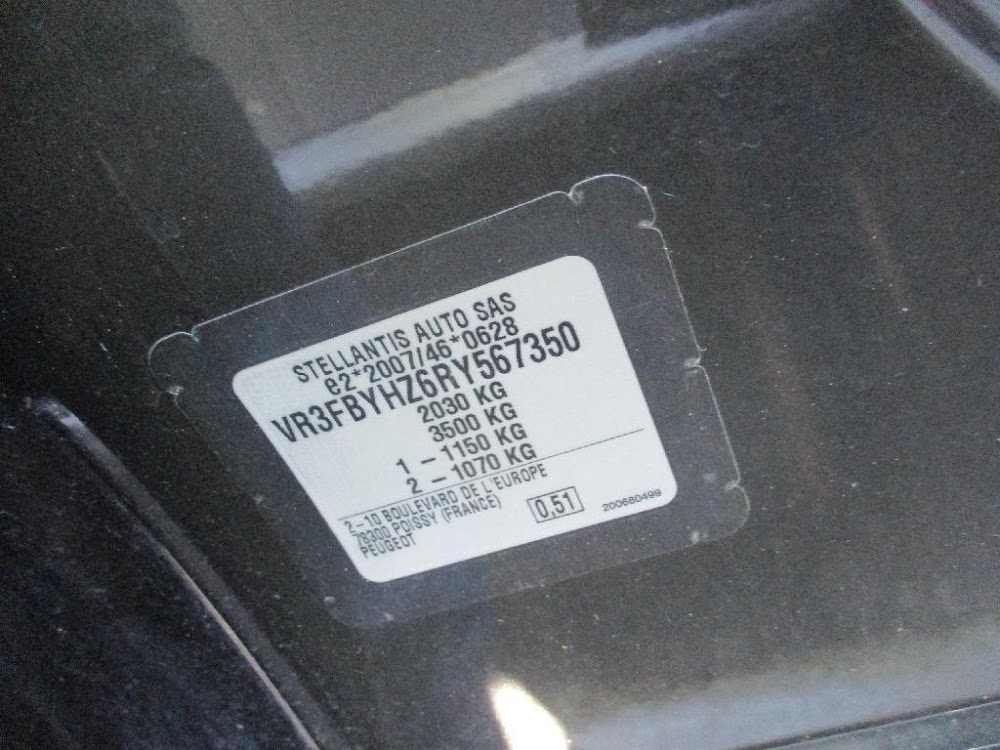 STELLANTIS AUTO SAS
e2*2007/46*0628
VR3FBYHZ6RY567350
2030 KG
3500 KG
1 - 1150 KG
2 - 1070 KG
2-10 BOULEVARD DE L'EUROPE
78300 POISSY (FRANCE)
PEUGEOT
0,51
200680499